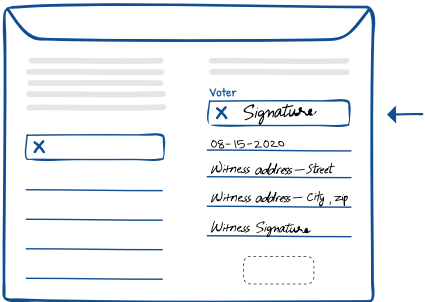 Voter
X Signature
X
08-15-2020
Witness address - Street
Witness address - City, zip
Witness Signature